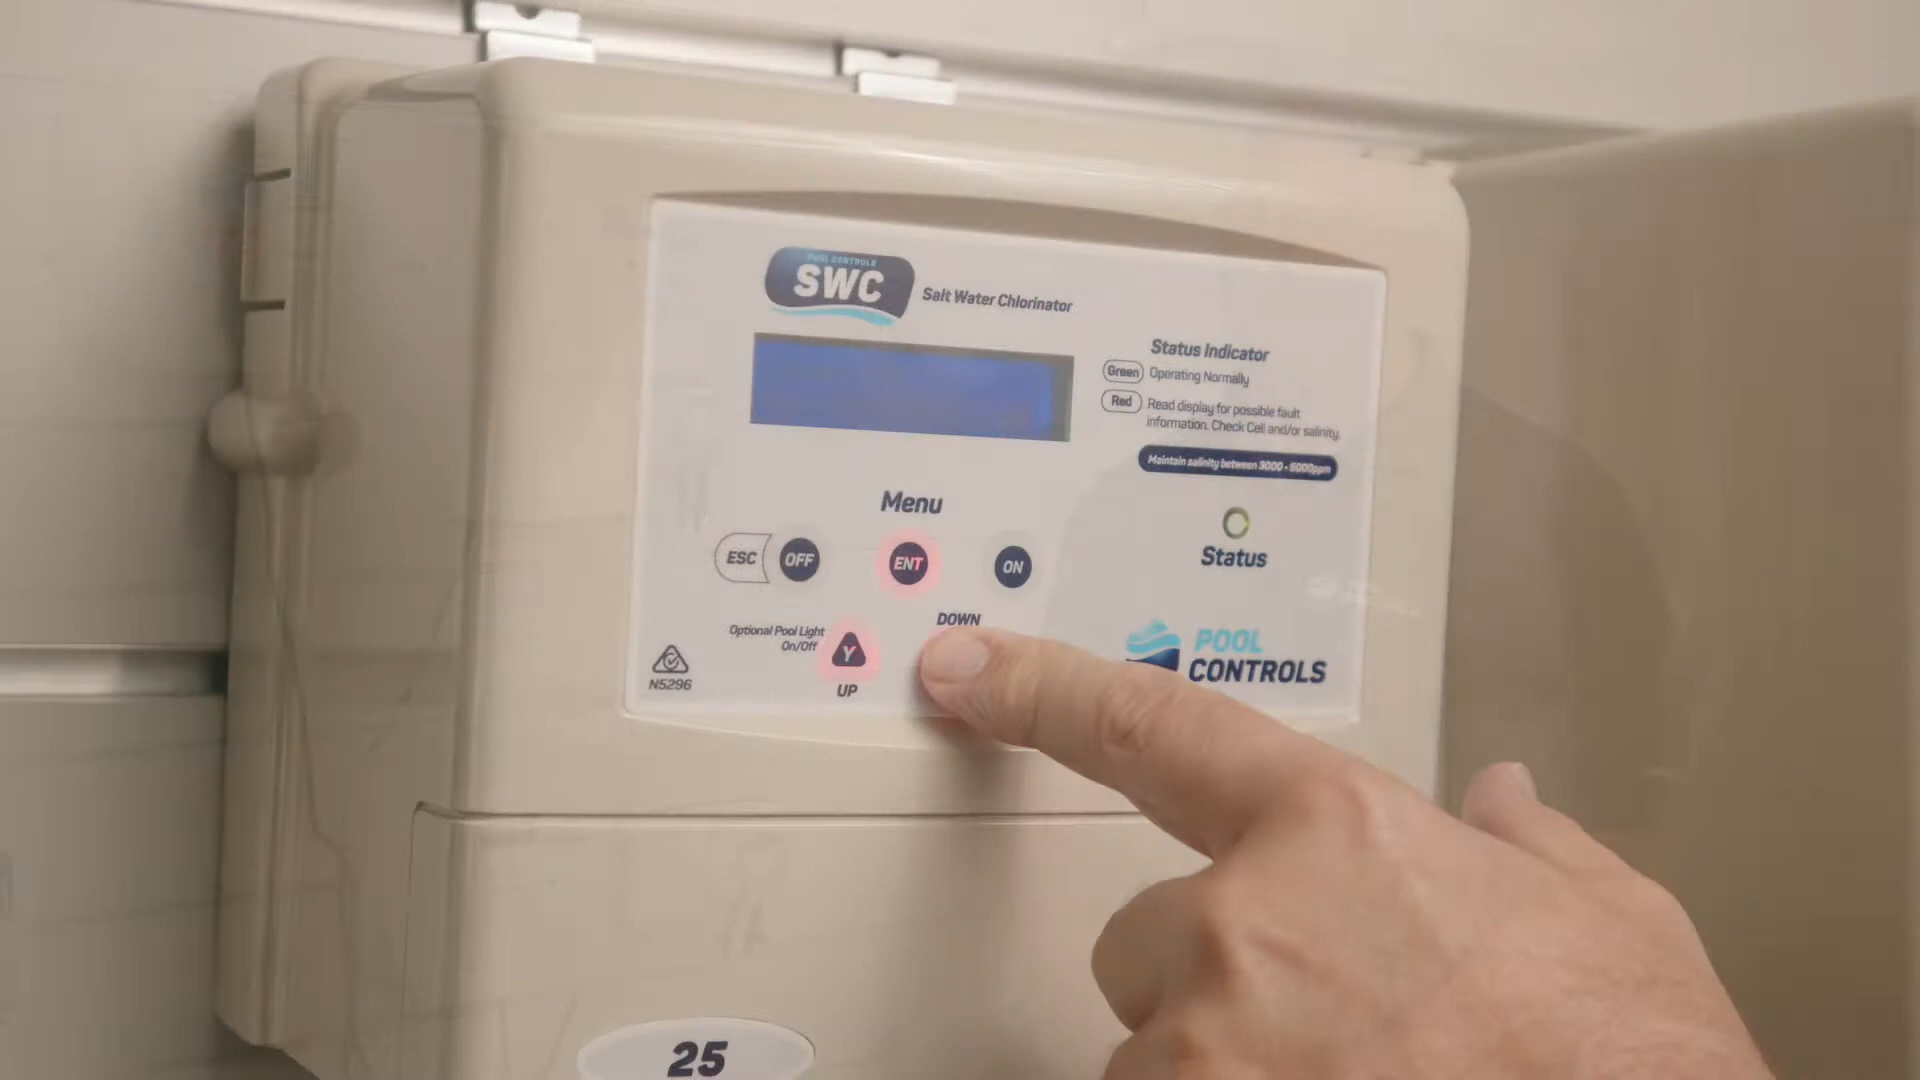 POOL CONTROLS
SWC
Salt Water Chlorinator
Status Indicator
Green Operating Normally
Red Read display for possible fault
information. Check Cell and/or salinity.
Maintain salinity between 3000 - 6000ppm
Menu
ESC OFF ENT ON
Status
DOWN
Optional Pool Light
On/Off
Y
UP
N5296
POOL
CONTROLS
25